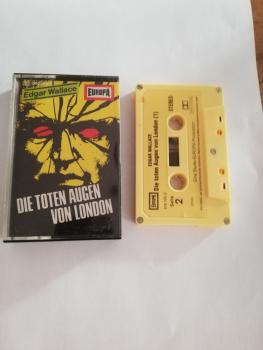 Edgar Wallace
EUROPA
DIE TOTEN AUGEN
VON LONDON
EDGAR WALLACE
Die toten Augen von London (1)
STEREO
Seite
2